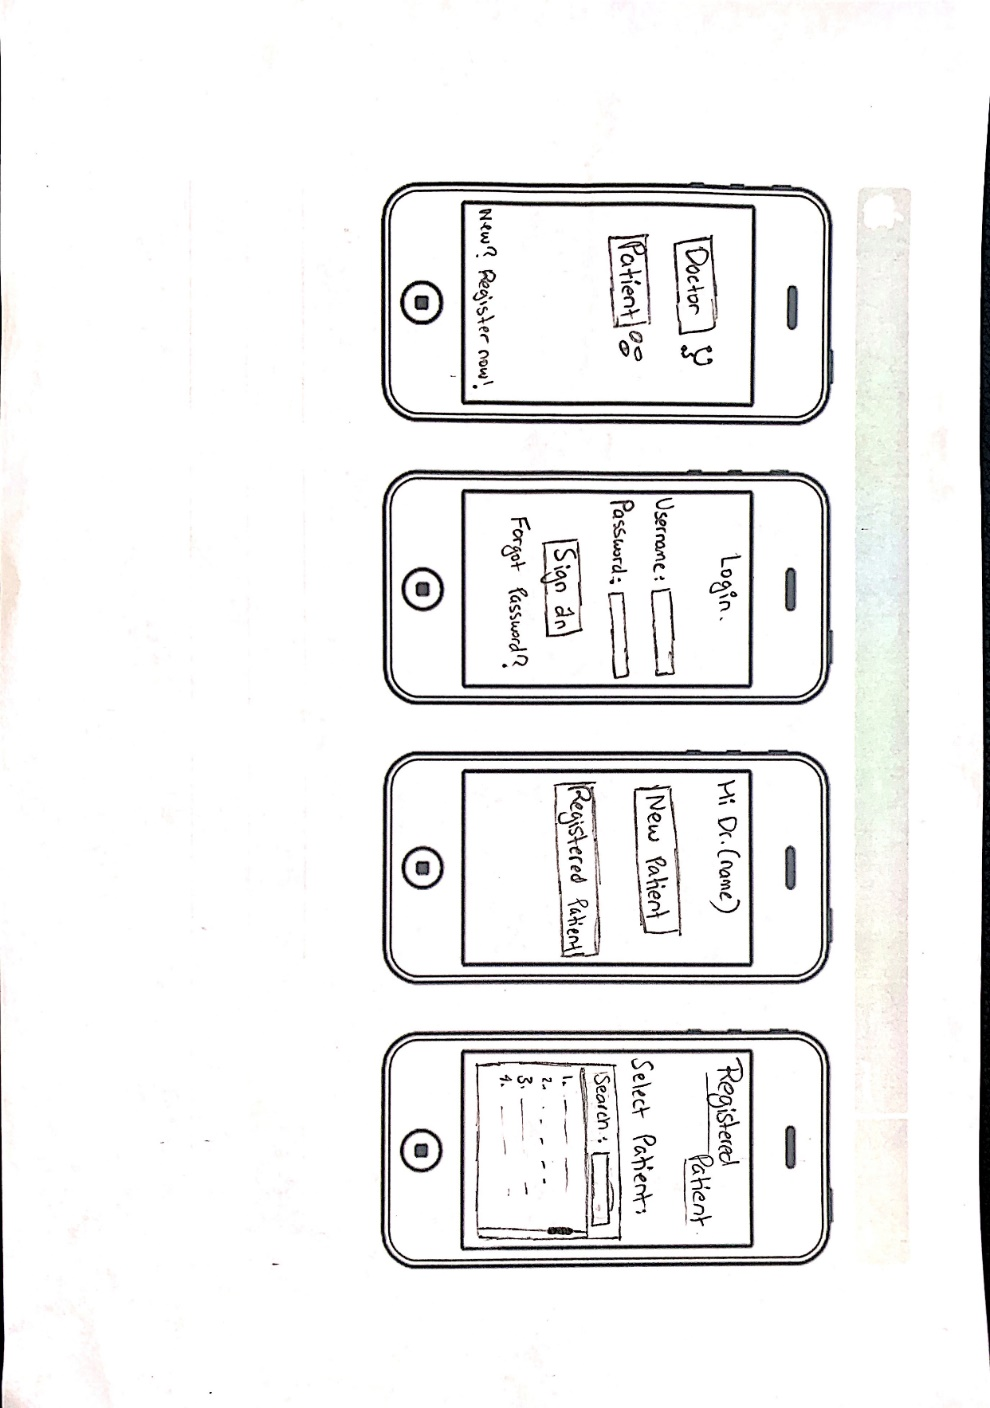 Doctor
Patient
New? Register now!
Login.
Username:
Password:
Sign In
Forgot Password?
Hi Dr.(name)
New Patient
Registered Patient
Registered
Patient
Select Patient:
Search:
1.
2.
3.
4.